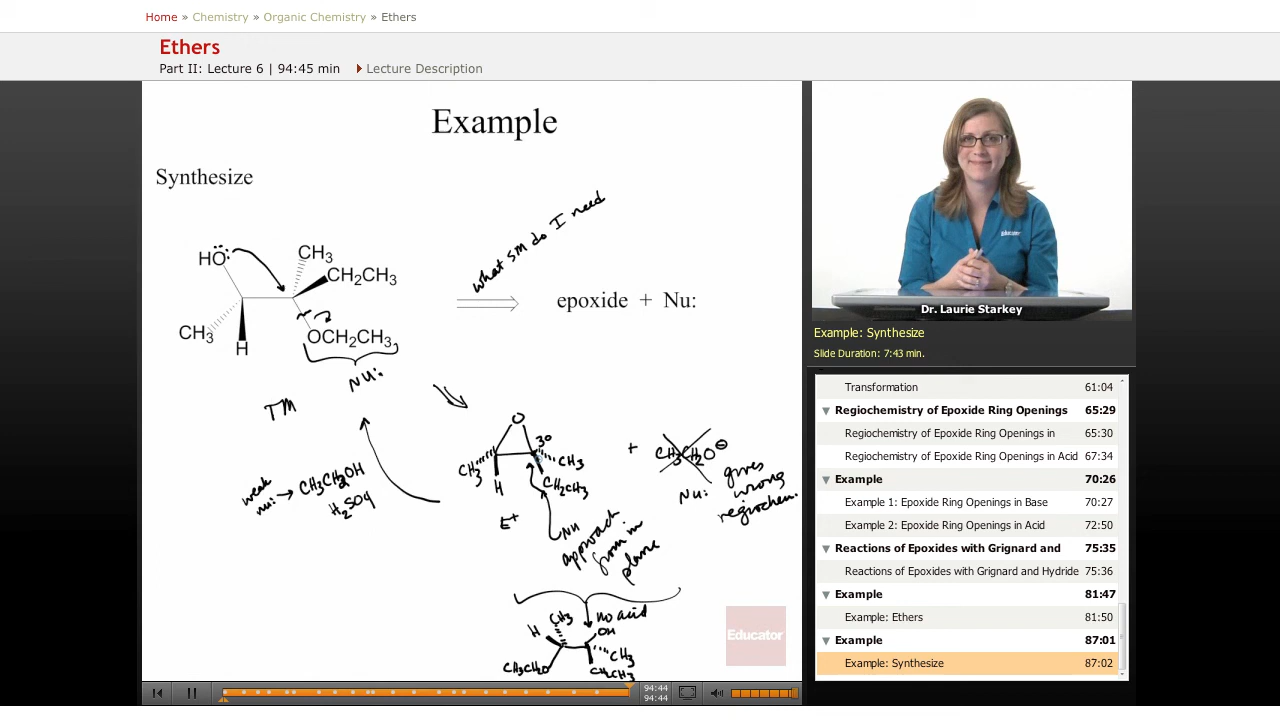 Home » Chemistry » Organic Chemistry » Ethers
Ethers
Part II: Lecture 6 | 94:45 min
Lecture Description
Example
Synthesize
what SM do I need
HO:
CH3
CH2CH3
CH3
H
OCH2CH3
Nu:
TM
epoxide + Nu:
O
3°
CH3
CH3
H
CH2CH3
E+
+
CH3CH2O⊖
Nu:
gives
wrong
regiochem.
weak
nu:
→ CH3CH2OH
H2SO4
Nu
approach
from in
plane
no acid
CH3
H
OH
CH3
CH3CH2O
CH2CH3
Educator
educator
Dr. Laurie Starkey
Example: Synthesize
Slide Duration: 7:43 min.
Transformation 61:04
Regiochemistry of Epoxide Ring Openings 65:29
Regiochemistry of Epoxide Ring Openings in 65:30
Regiochemistry of Epoxide Ring Openings in Acid 67:34
Example 70:26
Example 1: Epoxide Ring Openings in Base 70:27
Example 2: Epoxide Ring Openings in Acid 72:50
Reactions of Epoxides with Grignard and 75:35
Reactions of Epoxides with Grignard and Hydride 75:36
Example 81:47
Example: Ethers 81:50
Example 87:01
Example: Synthesize 87:02
94:44
94:44